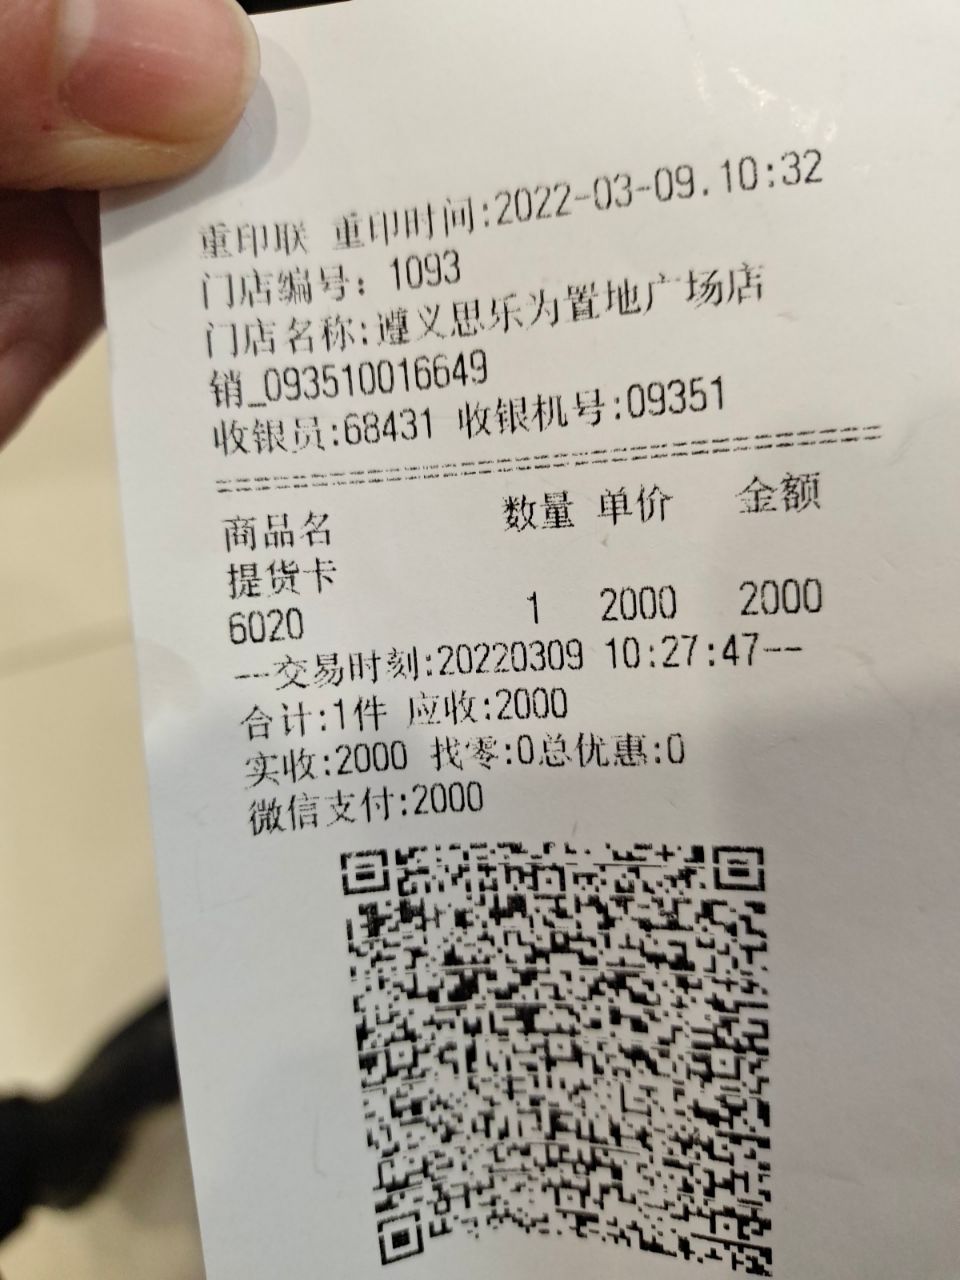 重印联 重印时间:2022-03-09.10:32
门店编号: 1093
门店名称:遵义思乐为置地广场店
销_093510016649
收银员:68431 收银机号:09351
商品名 数量 单价 金额
提货卡
6020 1 2000 2000
--交易时刻:20220309 10:27:47--
合计:1件 应收:2000
实收:2000 找零:0总优惠:0
微信支付:2000